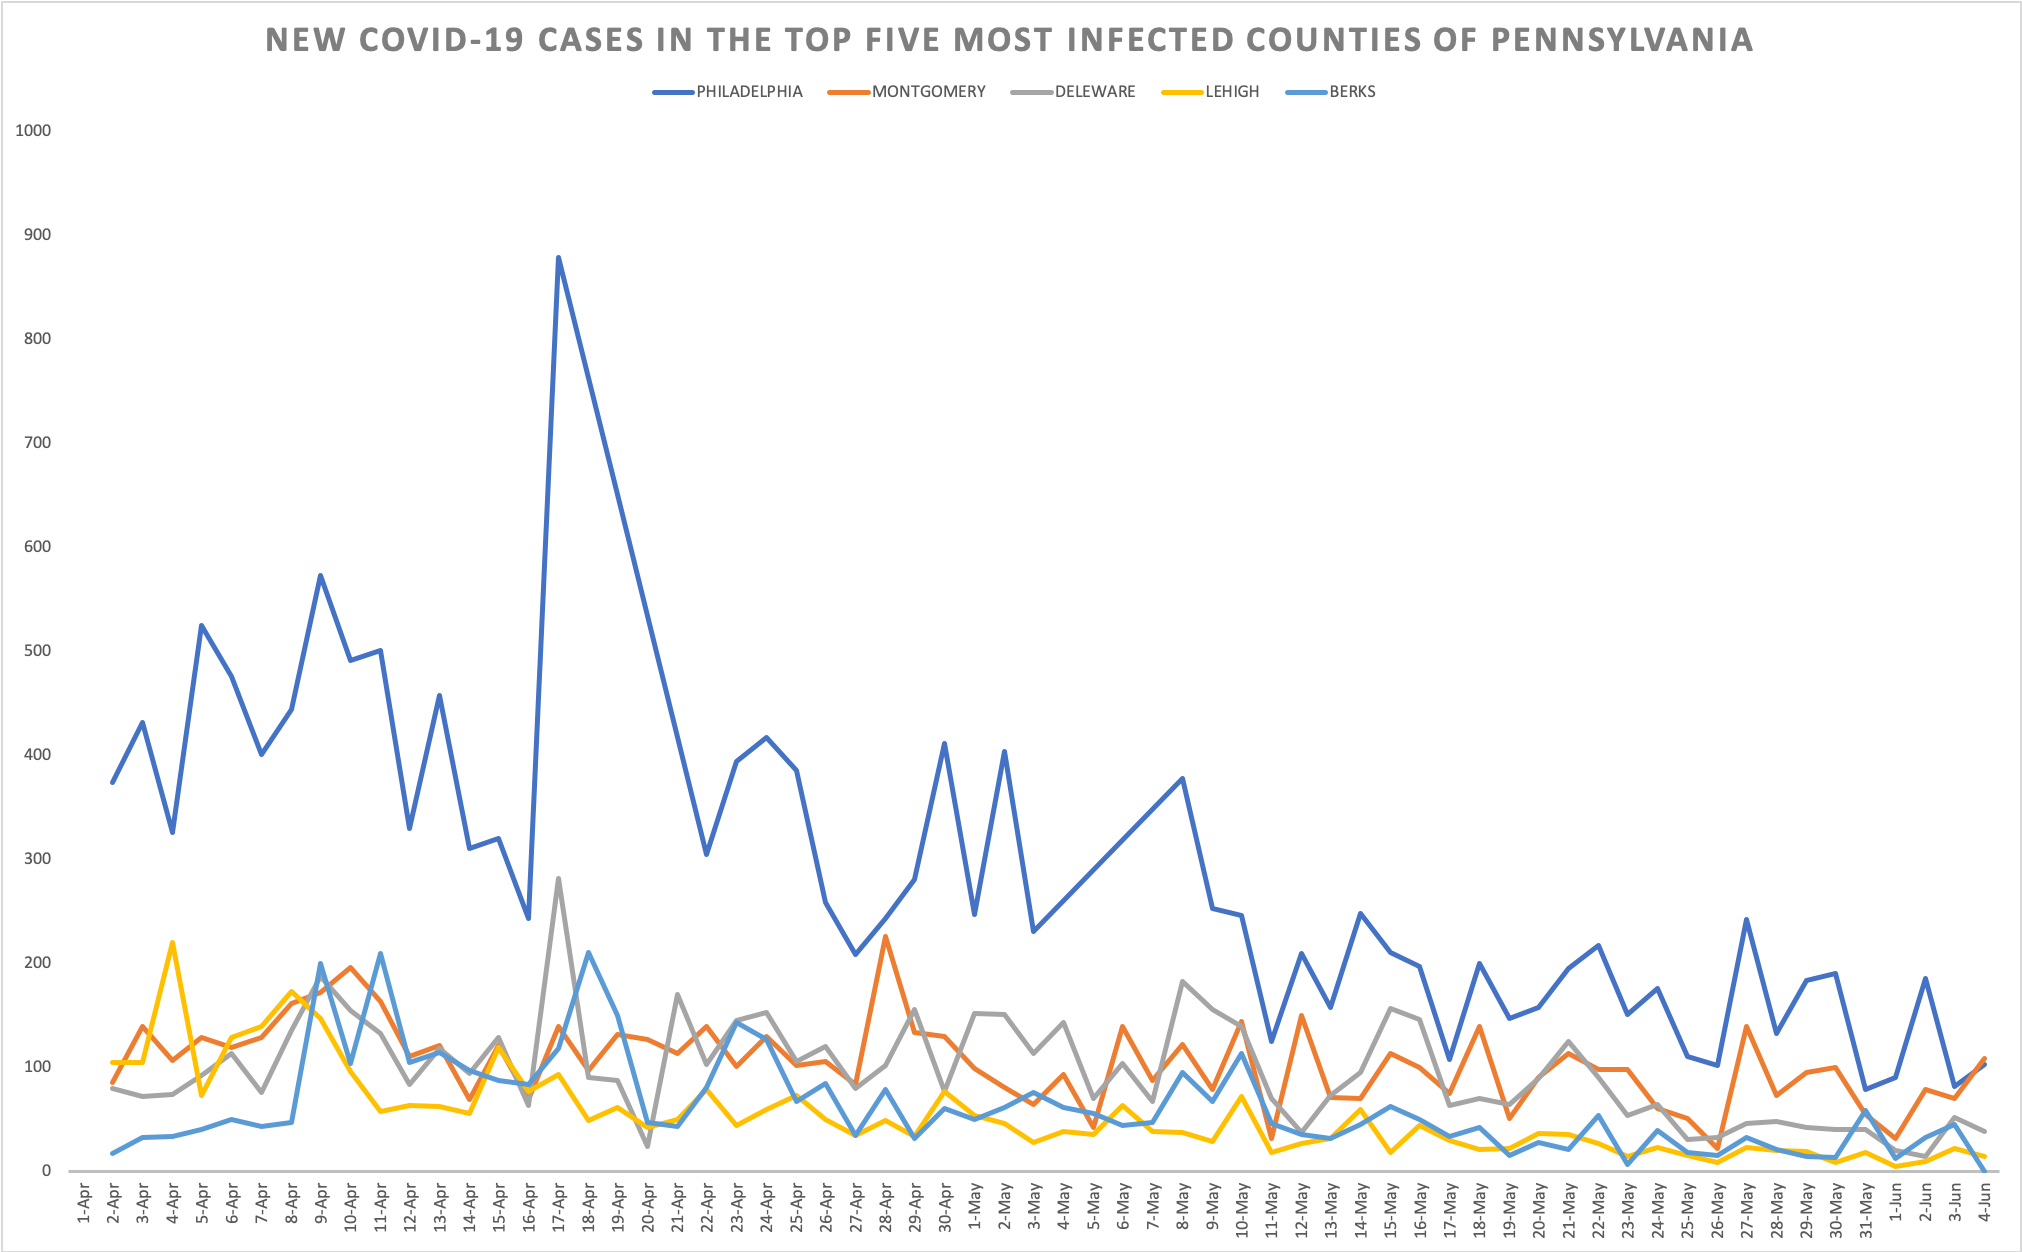 NEW COVID-19 CASES IN THE TOP FIVE MOST INFECTED COUNTIES OF PENNSYLVANIA
PHILADELPHIA MONTGOMERY DELEWARE LEHIGH BERKS
1000
900
800
700
600
500
400
300
200
100
0
1-Apr
2-Apr
3-Apr
4-Apr
5-Apr
6-Apr
7-Apr
8-Apr
9-Apr
10-Apr
11-Apr
12-Apr
13-Apr
14-Apr
15-Apr
16-Apr
17-Apr
18-Apr
19-Apr
20-Apr
21-Apr
22-Apr
23-Apr
24-Apr
25-Apr
26-Apr
27-Apr
28-Apr
29-Apr
30-Apr
1-May
2-May
3-May
4-May
5-May
6-May
7-May
8-May
9-May
10-May
11-May
12-May
13-May
14-May
15-May
16-May
17-May
18-May
19-May
20-May
21-May
22-May
23-May
24-May
25-May
26-May
27-May
28-May
29-May
30-May
31-May
1-Jun
2-Jun
3-Jun
4-Jun